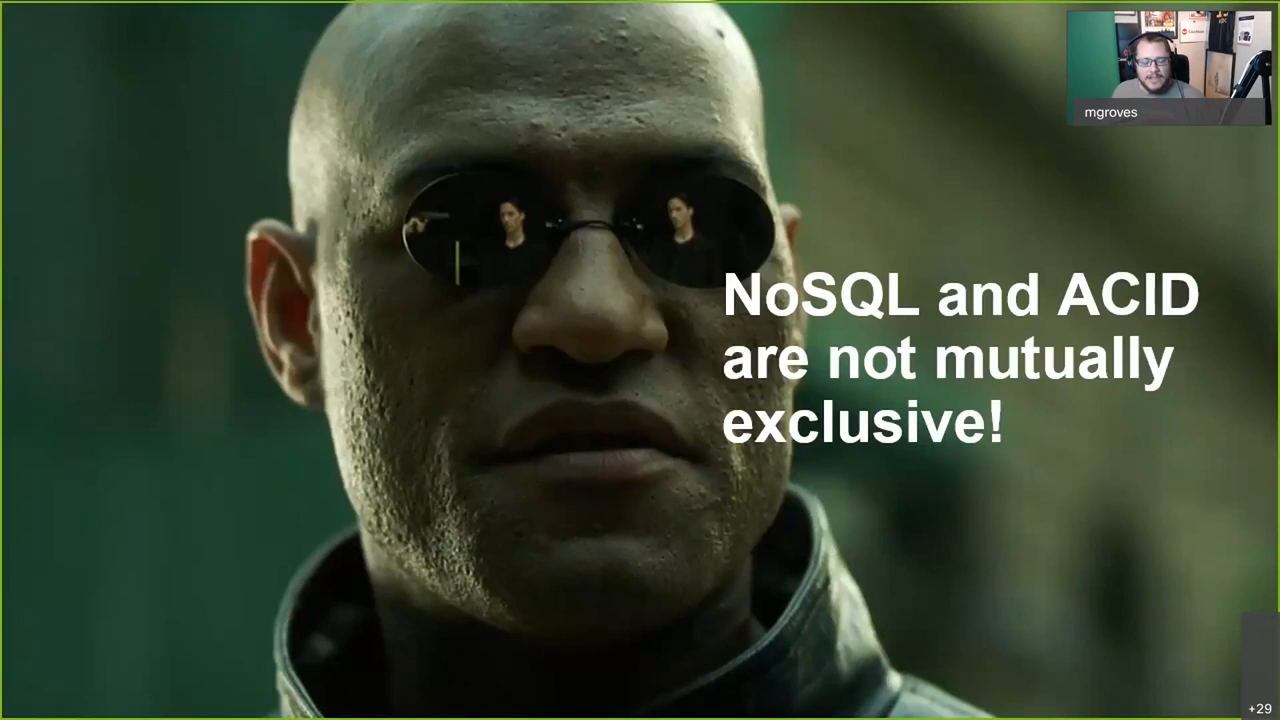 mgroves
NoSQL and ACID
are not mutually
exclusive!
+29